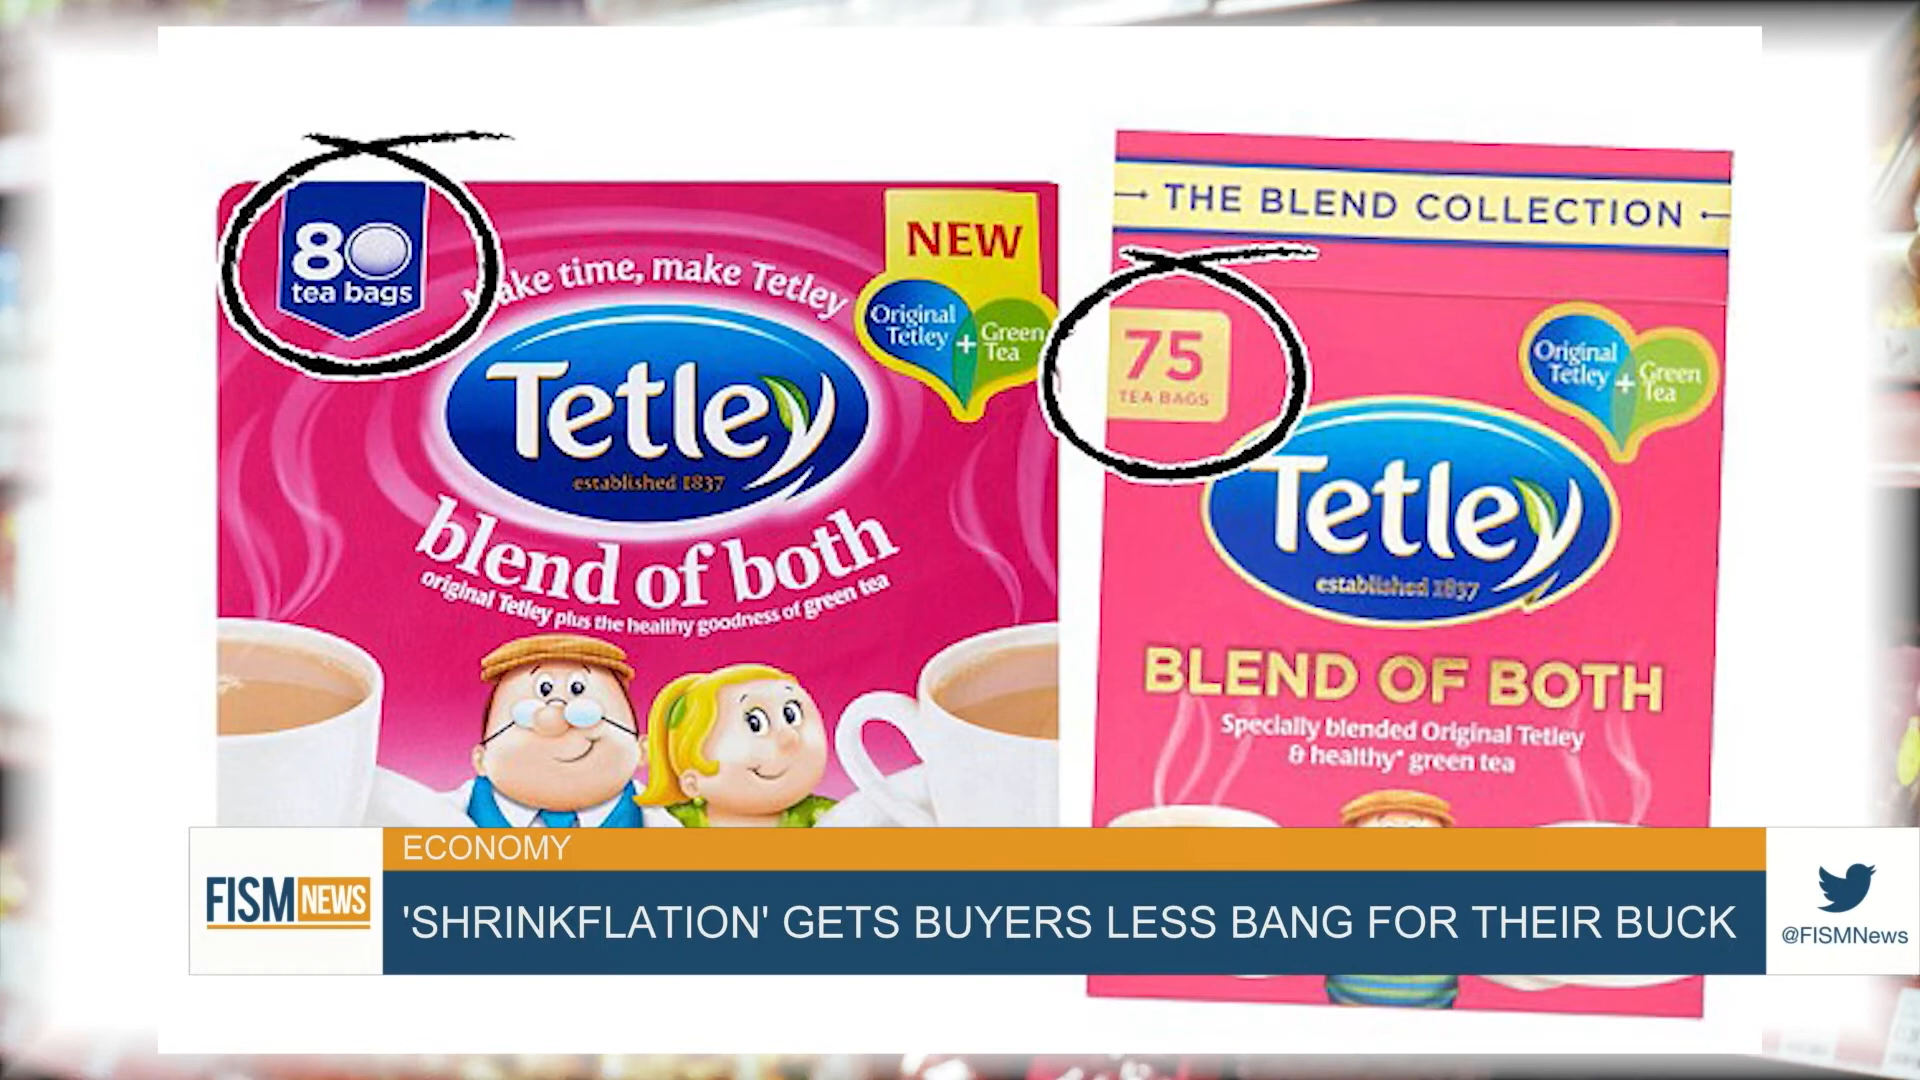 80
tea bags
Make time, make Tetley
NEW
Original
Tetley + Green
Tea
Tetley
established 1837
blend of both
original Tetley plus the healthy goodness of green tea
THE BLEND COLLECTION
75
TEA BAGS
Original
Tetley + Green
Tea
Tetley
established 1837
BLEND OF BOTH
Specially blended Original Tetley
& healthy* green tea
ECONOMY
FISM NEWS
'SHRINKFLATION' GETS BUYERS LESS BANG FOR THEIR BUCK
@FISMNews